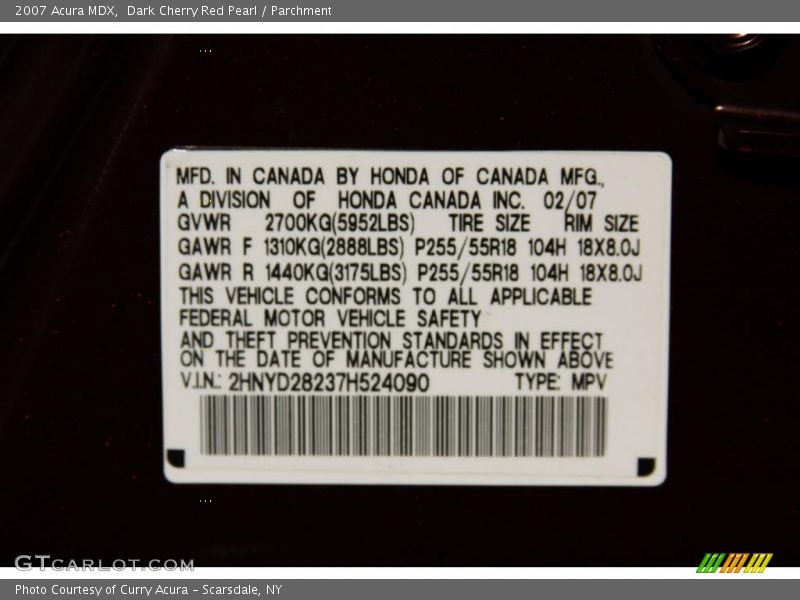 2007 Acura MDX,  Dark Cherry Red Pearl / Parchment
MFD. IN CANADA BY HONDA OF CANADA MFG.,
A DIVISION OF HONDA CANADA INC. 02/07
GVWR 2700KG(5952LBS) TIRE SIZE RIM SIZE
GAWR F 1310KG(2888LBS) P255/55R18 104H 18X8.0J
GAWR R 1440KG(3175LBS) P255/55R18 104H 18X8.0J
THIS VEHICLE CONFORMS TO ALL APPLICABLE
FEDERAL MOTOR VEHICLE SAFETY
AND THEFT PREVENTION STANDARDS IN EFFECT
ON THE DATE OF MANUFACTURE SHOWN ABOVE
V.I.N.: 2HNYD28237H524090 TYPE: MPV
GTCARLOT.COM
Photo Courtesy of Curry Acura - Scarsdale, NY